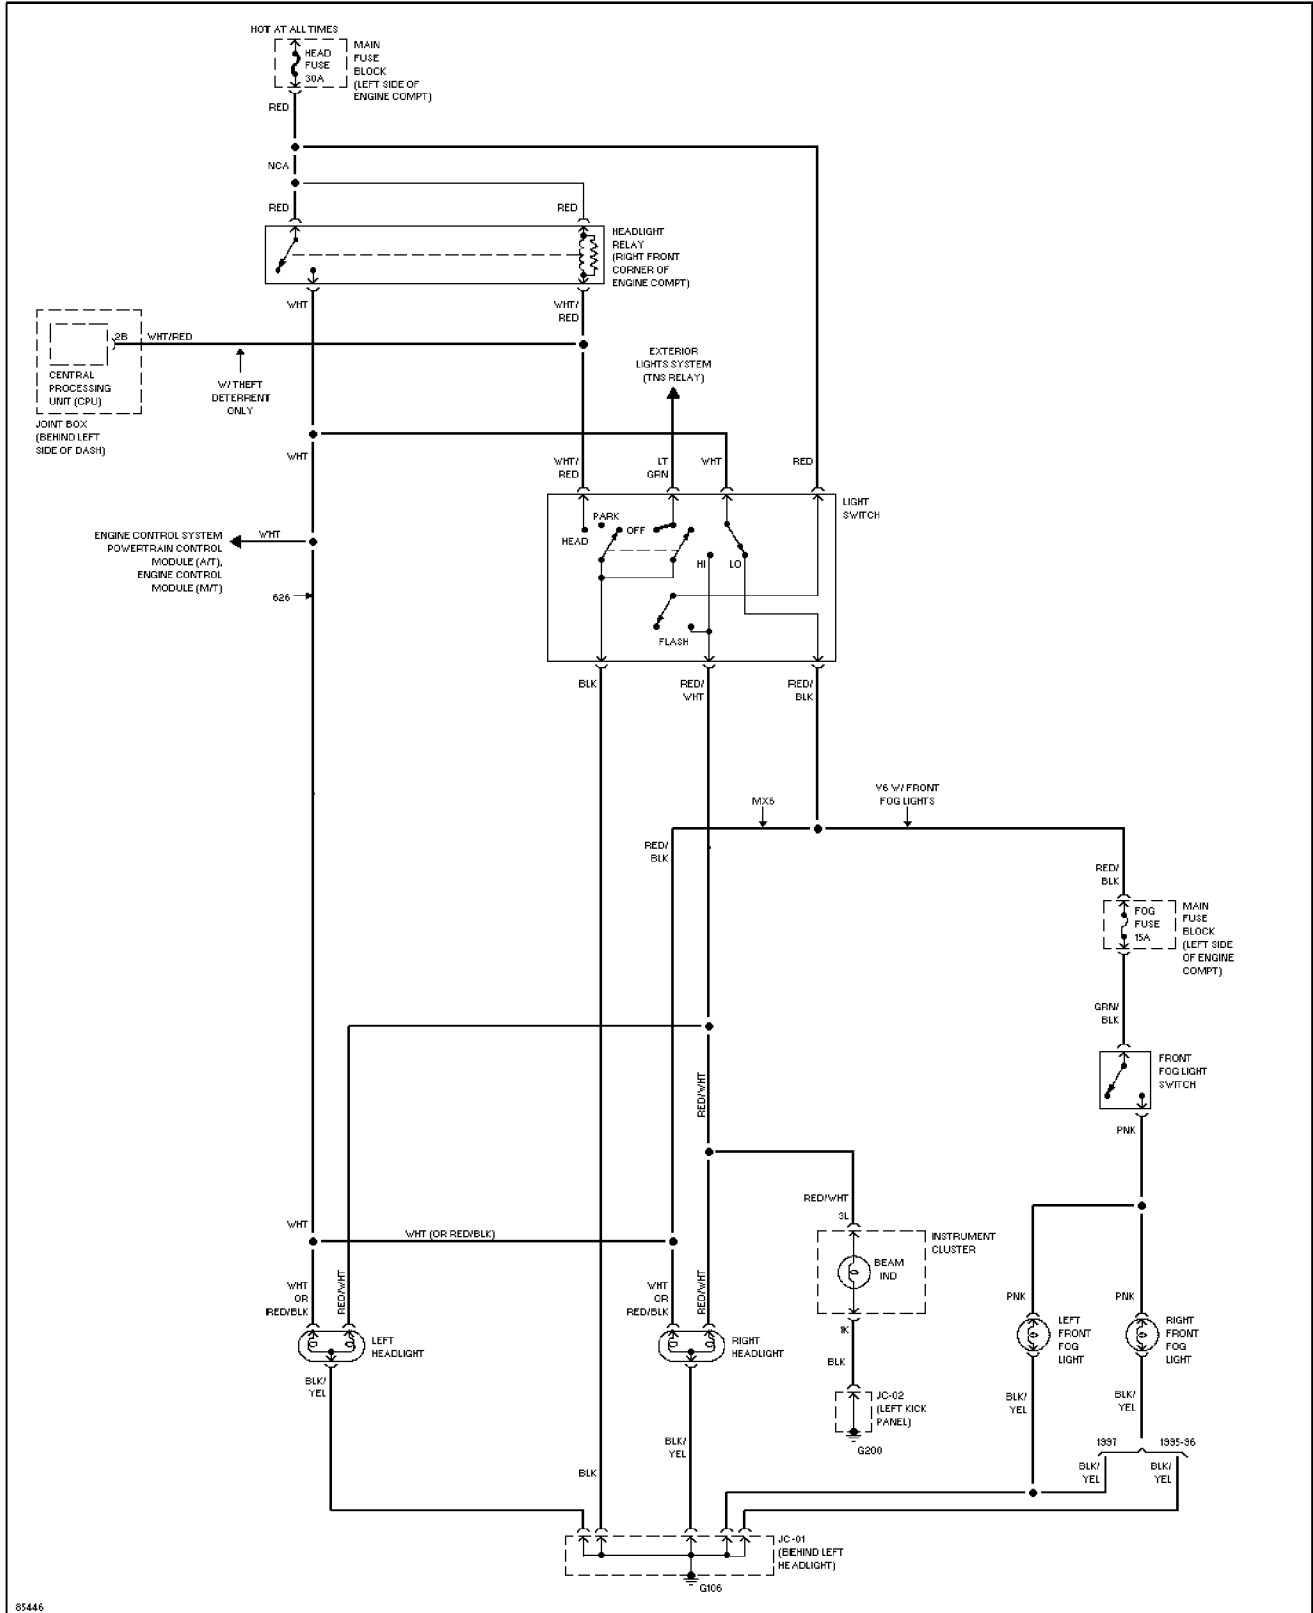 HOT AT ALL TIMES
HEAD
FUSE
30A
MAIN
FUSE
BLOCK
(LEFT SIDE OF
ENGINE COMPT)
RED
NCA
RED
RED
HEADLIGHT
RELAY
(RIGHT FRONT
CORNER OF
ENGINE COMPT)
WHT
WHT/
RED
2B
WHT/RED
CENTRAL
PROCESSING
UNIT (CPU)
JOINT BOX
(BEHIND LEFT
SIDE OF DASH)
W/ THEFT
DETERRENT
ONLY
EXTERIOR
LIGHTS SYSTEM
(TNS RELAY)
WHT
WHT/
RED
LT
GRN
WHT
RED
LIGHT
SWITCH
PARK
OFF
HEAD
HI
LO
FLASH
ENGINE CONTROL SYSTEM
POWERTRAIN CONTROL
MODULE (A/T),
ENGINE CONTROL
MODULE (M/T)
WHT
626
BLK
RED/
WHT
RED/
BLK
MX6
V6 W/ FRONT
FOG LIGHTS
RED/
BLK
RED/
BLK
FOG
FUSE
15A
MAIN
FUSE
BLOCK
(LEFT SIDE
OF ENGINE
COMPT)
GRN/
BLK
FRONT
FOG LIGHT
SWITCH
PNK
RED/WHT
RED/WHT
3L
INSTRUMENT
CLUSTER
BEAM
IND
1K
BLK
JC-02
(LEFT KICK
PANEL)
G200
WHT
WHT (OR RED/BLK)
WHT
OR
RED/BLK
RED/WHT
WHT
OR
RED/BLK
RED/WHT
LEFT
HEADLIGHT
RIGHT
HEADLIGHT
PNK
PNK
LEFT
FRONT
FOG
LIGHT
RIGHT
FRONT
FOG
LIGHT
BLK/
YEL
BLK/
YEL
BLK
BLK/
YEL
BLK/
YEL
1997
1995-96
BLK/
YEL
BLK/
YEL
JC-01
(BEHIND LEFT
HEADLIGHT)
G106
85446